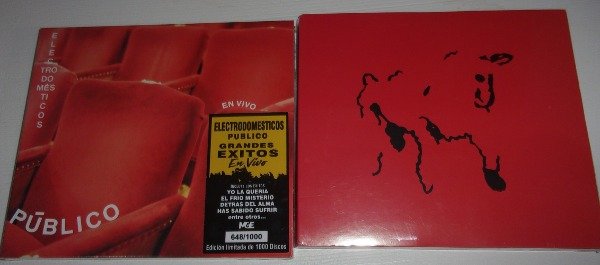 ELECTRODOMÉSTICOS
EN VIVO
PÚBLICO
ELECTRODOMESTICOS
PUBLICO
GRANDES
EXITOS
En Vivo
YO LA QUERIA
EL FRIO MISTERIO
DETRAS DEL ALMA
HAS SABIDO SUFRIR
entre otros...
MGE
648/1000
Edición limitada de 1000 Discos